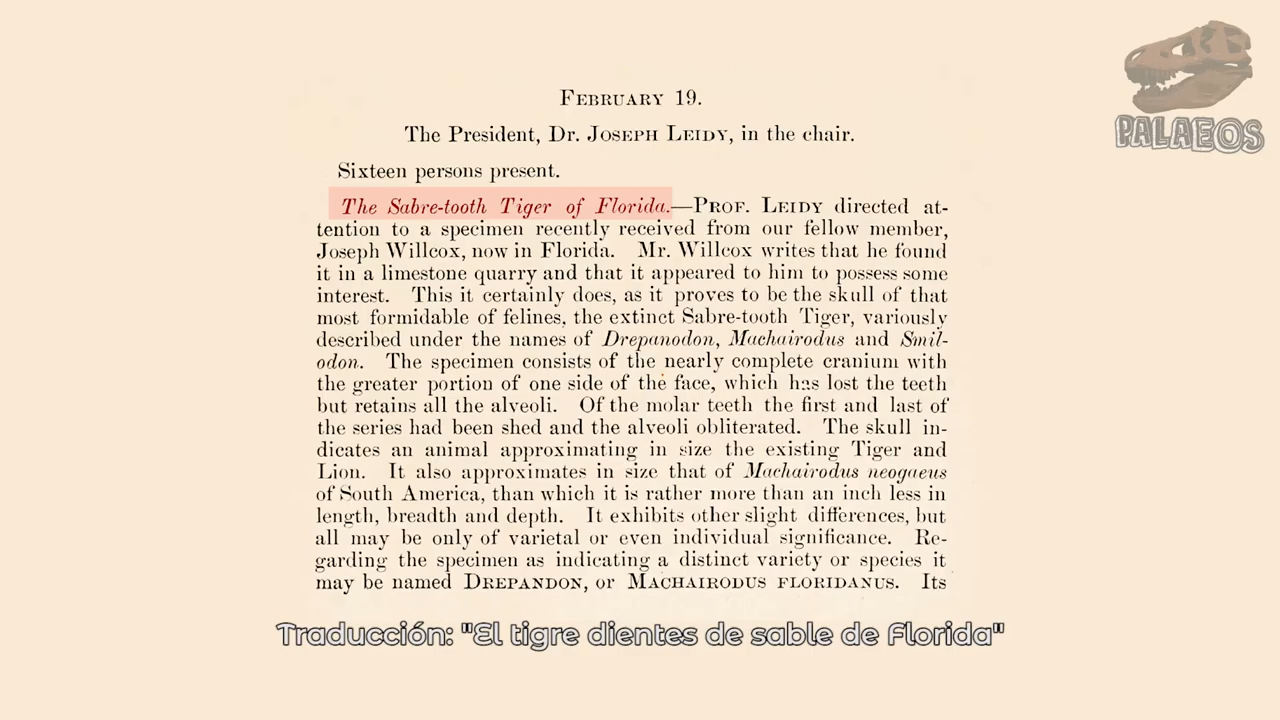 PALAEOS
FEBRUARY 19.
The President, Dr. JOSEPH LEIDY, in the chair.
Sixteen persons present.
The Sabre-tooth Tiger of Florida.—PROF. LEIDY directed at-
tention to a specimen recently received from our fellow member,
Joseph Willcox, now in Florida. Mr. Willcox writes that he found
it in a limestone quarry and that it appeared to him to possess some
interest. This it certainly does, as it proves to be the skull of that
most formidable of felines, the extinct Sabre-tooth Tiger, variously
described under the names of Drepanodon, Machairodus and Smil-
odon. The specimen consists of the nearly complete cranium with
the greater portion of one side of the face, which has lost the teeth
but retains all the alveoli. Of the molar teeth the first and last of
the series had been shed and the alveoli obliterated. The skull in-
dicates an animal approximating in size the existing Tiger and
Lion. It also approximates in size that of Machairodus neogaeus
of South America, than which it is rather more than an inch less in
length, breadth and depth. It exhibits other slight differences, but
all may be only of varietal or even individual significance. Re-
garding the specimen as indicating a distinct variety or species it
may be named DREPANDON, or MACHAIRODUS FLORIDANUS. Its
Traducción: "El tigre dientes de sable de Florida"